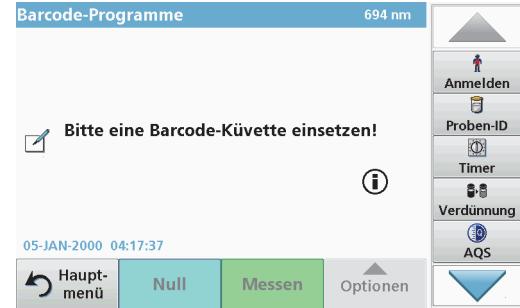 Barcode-Programme 694 nm
Bitte eine Barcode-Küvette einsetzen!
05-JAN-2000 04:17:37
Haupt-
menü
Null
Messen
Optionen
Anmelden
Proben-ID
Timer
Verdünnung
AQS